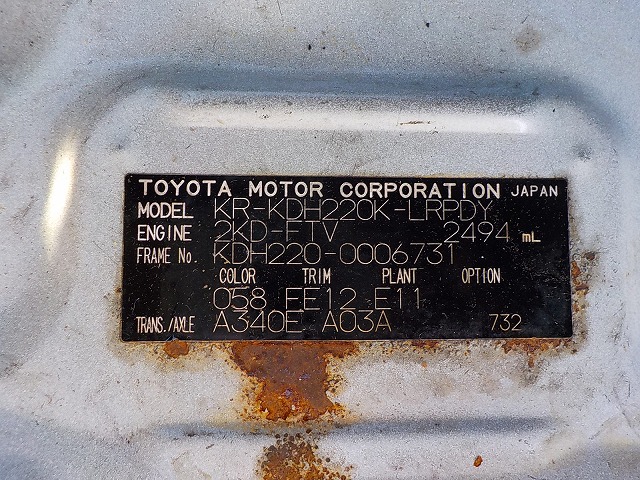 TOYOTA MOTOR CORPORATION JAPAN
MODEL KR-KDH220K-LRPDY
ENGINE 2KD-FTV 2494 mL
FRAME No. KDH220-0006731
COLOR TRIM PLANT OPTION
058 FE12 E11
TRANS./AXLE A340E A03A 732